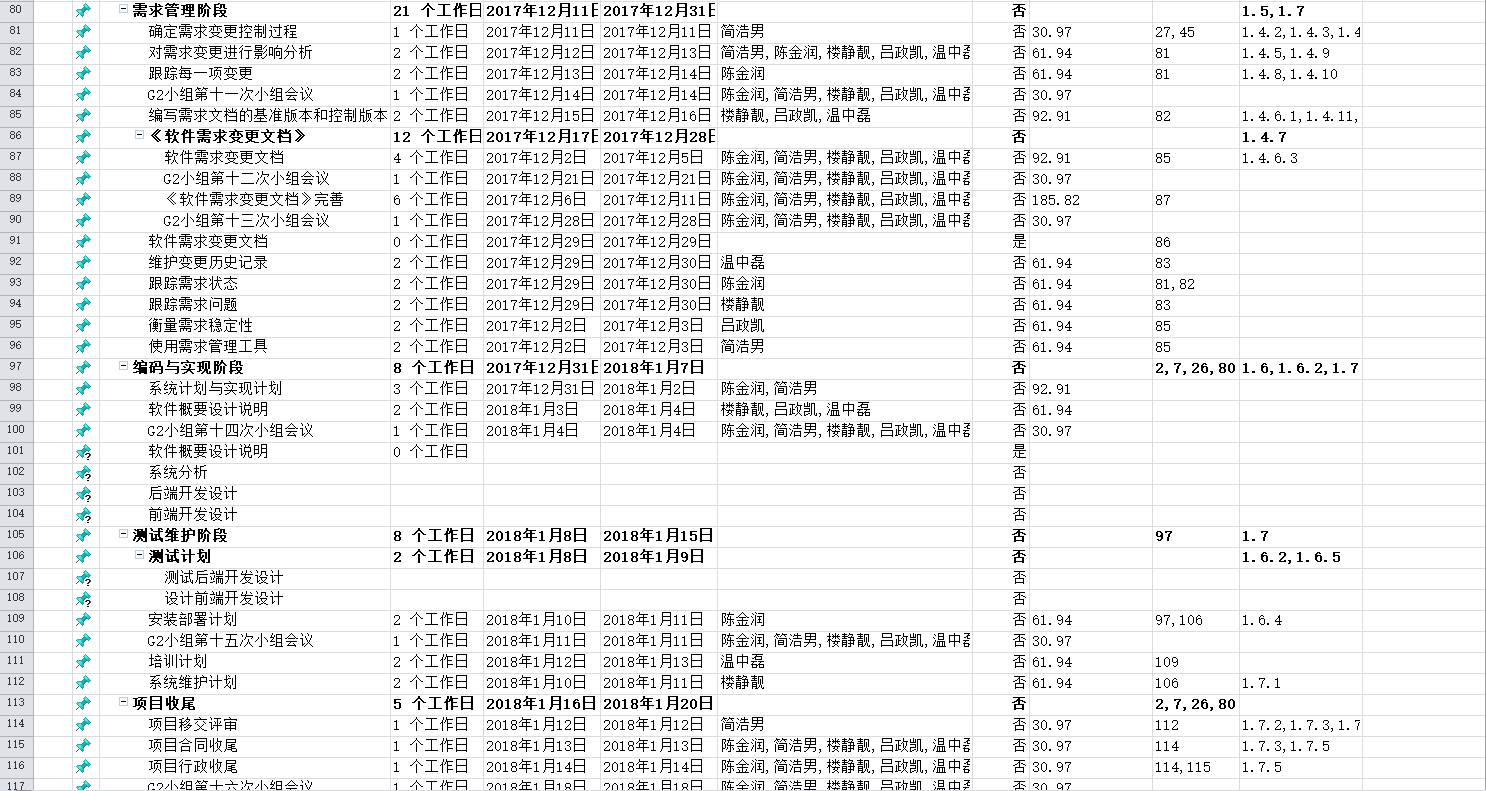 80 需求管理阶段 21 个工作日 2017年12月11日 2017年12月31日 否 1.5,1.7
81 确定需求变更控制过程 1 个工作日 2017年12月11日 2017年12月11日 简浩男 否 30.97 27,45 1.4.2,1.4.3,1.4
82 对需求变更进行影响分析 2 个工作日 2017年12月12日 2017年12月13日 简浩男,陈金润,楼静靓,吕政凯,温中磊 否 61.94 81 1.4.5,1.4.9
83 跟踪每一项变更 2 个工作日 2017年12月13日 2017年12月14日 陈金润 否 61.94 81 1.4.8,1.4.10
84 G2小组第十一次小组会议 1 个工作日 2017年12月14日 2017年12月14日 陈金润,简浩男,楼静靓,吕政凯,温中磊 否 30.97
85 编写需求文档的基准版本和控制版本 2 个工作日 2017年12月15日 2017年12月16日 楼静靓,吕政凯,温中磊 否 92.91 82 1.4.6.1,1.4.11,
86 《软件需求变更文档》 12 个工作日 2017年12月17日 2017年12月28日 否 1.4.7
87 软件需求变更文档 4 个工作日 2017年12月2日 2017年12月5日 陈金润,简浩男,楼静靓,吕政凯,温中磊 否 92.91 85 1.4.6.3
88 G2小组第十二次小组会议 1 个工作日 2017年12月21日 2017年12月21日 陈金润,简浩男,楼静靓,吕政凯,温中磊 否 30.97
89 《软件需求变更文档》完善 6 个工作日 2017年12月6日 2017年12月11日 陈金润,简浩男,楼静靓,吕政凯,温中磊 否 185.82 87
90 G2小组第十三次小组会议 1 个工作日 2017年12月28日 2017年12月28日 陈金润,简浩男,楼静靓,吕政凯,温中磊 否 30.97
91 软件需求变更文档 0 个工作日 2017年12月29日 2017年12月29日 是 86
92 维护变更历史记录 2 个工作日 2017年12月29日 2017年12月30日 温中磊 否 61.94 83
93 跟踪需求状态 2 个工作日 2017年12月29日 2017年12月30日 陈金润 否 61.94 81,82
94 跟踪需求问题 2 个工作日 2017年12月29日 2017年12月30日 楼静靓 否 61.94 83
95 衡量需求稳定性 2 个工作日 2017年12月2日 2017年12月3日 吕政凯 否 61.94 85
96 使用需求管理工具 2 个工作日 2017年12月2日 2017年12月3日 简浩男 否 61.94 85
97 编码与实现阶段 8 个工作日 2017年12月31日 2018年1月7日 否 2,7,26,80 1.6,1.6.2,1.7
98 系统计划与实现计划 3 个工作日 2017年12月31日 2018年1月2日 陈金润,简浩男 否 92.91
99 软件概要设计说明 2 个工作日 2018年1月3日 2018年1月4日 楼静靓,吕政凯,温中磊 否 61.94
100 G2小组第十四次小组会议 1 个工作日 2018年1月4日 2018年1月4日 陈金润,简浩男,楼静靓,吕政凯,温中磊 否 30.97
101 软件概要设计说明 0 个工作日 是
102 系统分析 否
103 后端开发设计 否
104 前端开发设计 否
105 测试维护阶段 8 个工作日 2018年1月8日 2018年1月15日 否 97 1.7
106 测试计划 2 个工作日 2018年1月8日 2018年1月9日 否 1.6.2,1.6.5
107 测试后端开发设计 否
108 设计前端开发设计 否
109 安装部署计划 2 个工作日 2018年1月10日 2018年1月11日 陈金润 否 61.94 97,106 1.6.4
110 G2小组第十五次小组会议 1 个工作日 2018年1月11日 2018年1月11日 陈金润,简浩男,楼静靓,吕政凯,温中磊 否 30.97
111 培训计划 2 个工作日 2018年1月12日 2018年1月13日 温中磊 否 61.94 109
112 系统维护计划 2 个工作日 2018年1月10日 2018年1月11日 楼静靓 否 61.94 106 1.7.1
113 项目收尾 5 个工作日 2018年1月16日 2018年1月20日 否 2,7,26,80
114 项目移交评审 1 个工作日 2018年1月12日 2018年1月12日 简浩男 否 30.97 112 1.7.2,1.7.3,1.7
115 项目合同收尾 1 个工作日 2018年1月13日 2018年1月13日 陈金润,简浩男,楼静靓,吕政凯,温中磊 否 30.97 114 1.7.3,1.7.5
116 项目行政收尾 1 个工作日 2018年1月14日 2018年1月14日 陈金润,简浩男,楼静靓,吕政凯,温中磊 否 30.97 114,115 1.7.5
117 G2小组第十六次小组会议 1 个工作日 2018年1月18日 2018年1月18日 陈金润,简浩男,楼静靓,吕政凯,温中磊 否 30.97